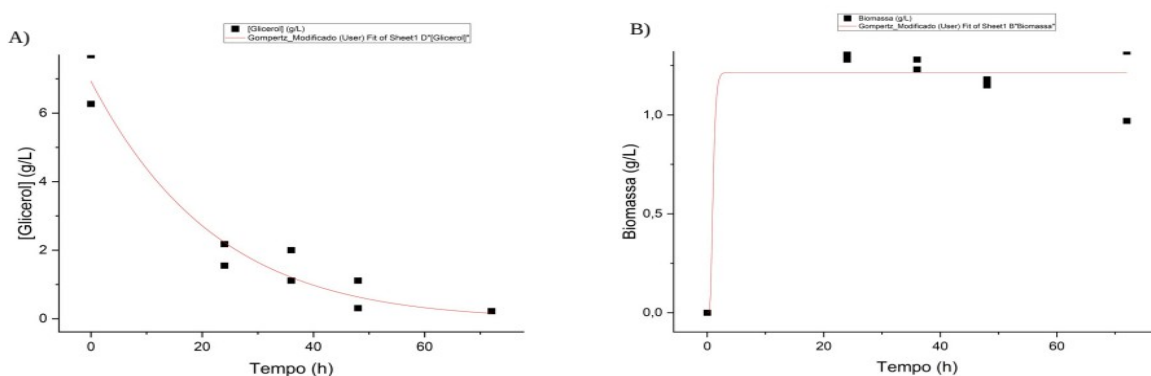 A)
[Glicerol] (g/L)
Gompertz_Modificado (User) Fit of Sheet1 D"[Glicerol]"
[Glicerol] (g/L)
6
4
2
0
0 20 40 60
Tempo (h)
B)
Biomassa (g/L)
Gompertz_Modificado (User) Fit of Sheet1 B"Biomassa"
Biomassa (g/L)
1,0
0,5
0,0
0 20 40 60
Tempo (h)